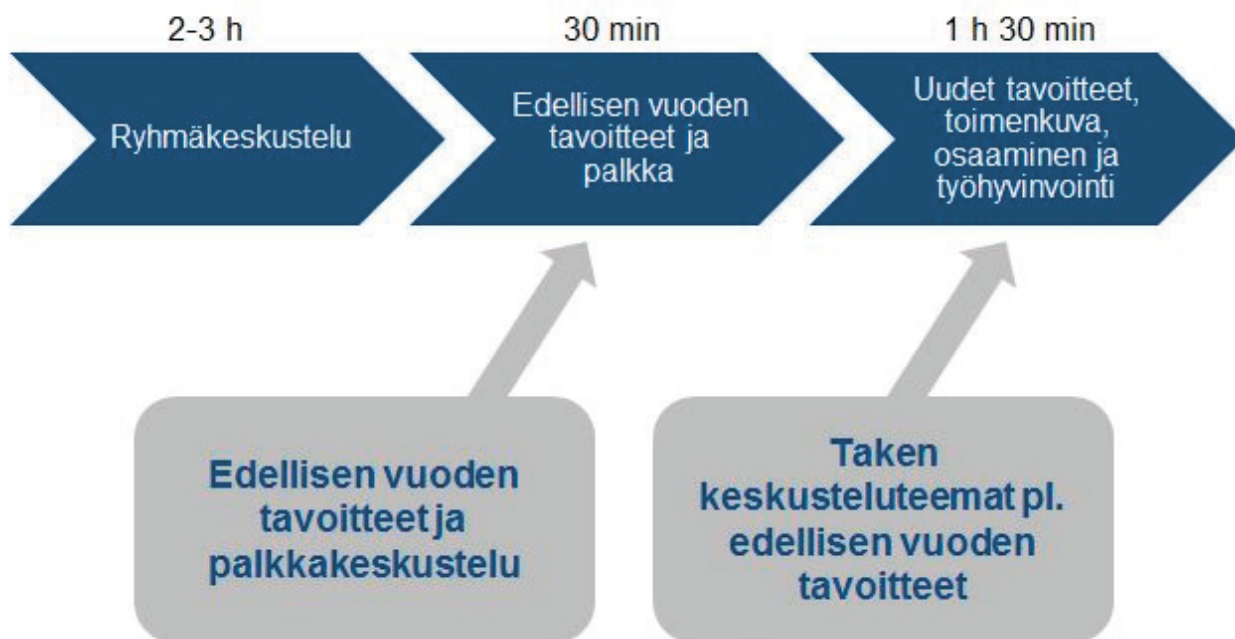 2-3 h
30 min
1 h 30 min
Ryhmäkeskustelu
Edellisen vuoden
tavoitteet ja
palkka
Uudet tavoitteet,
toimenkuva,
osaaminen ja
työhyvinvointi
Edellisen vuoden
tavoitteet ja
palkkakeskustelu
Taken
keskusteluteemat pl.
edellisen vuoden
tavoitteet